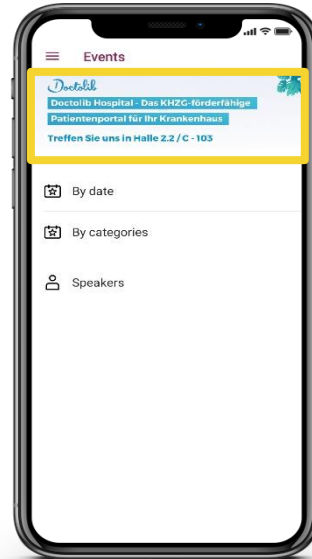 Events
Doctolib
Doctolib Hospital - Das KHZG-förderfähige
Patientenportal für Ihr Krankenhaus
Treffen Sie uns in Halle 2.2 / C - 103
By date
By categories
Speakers